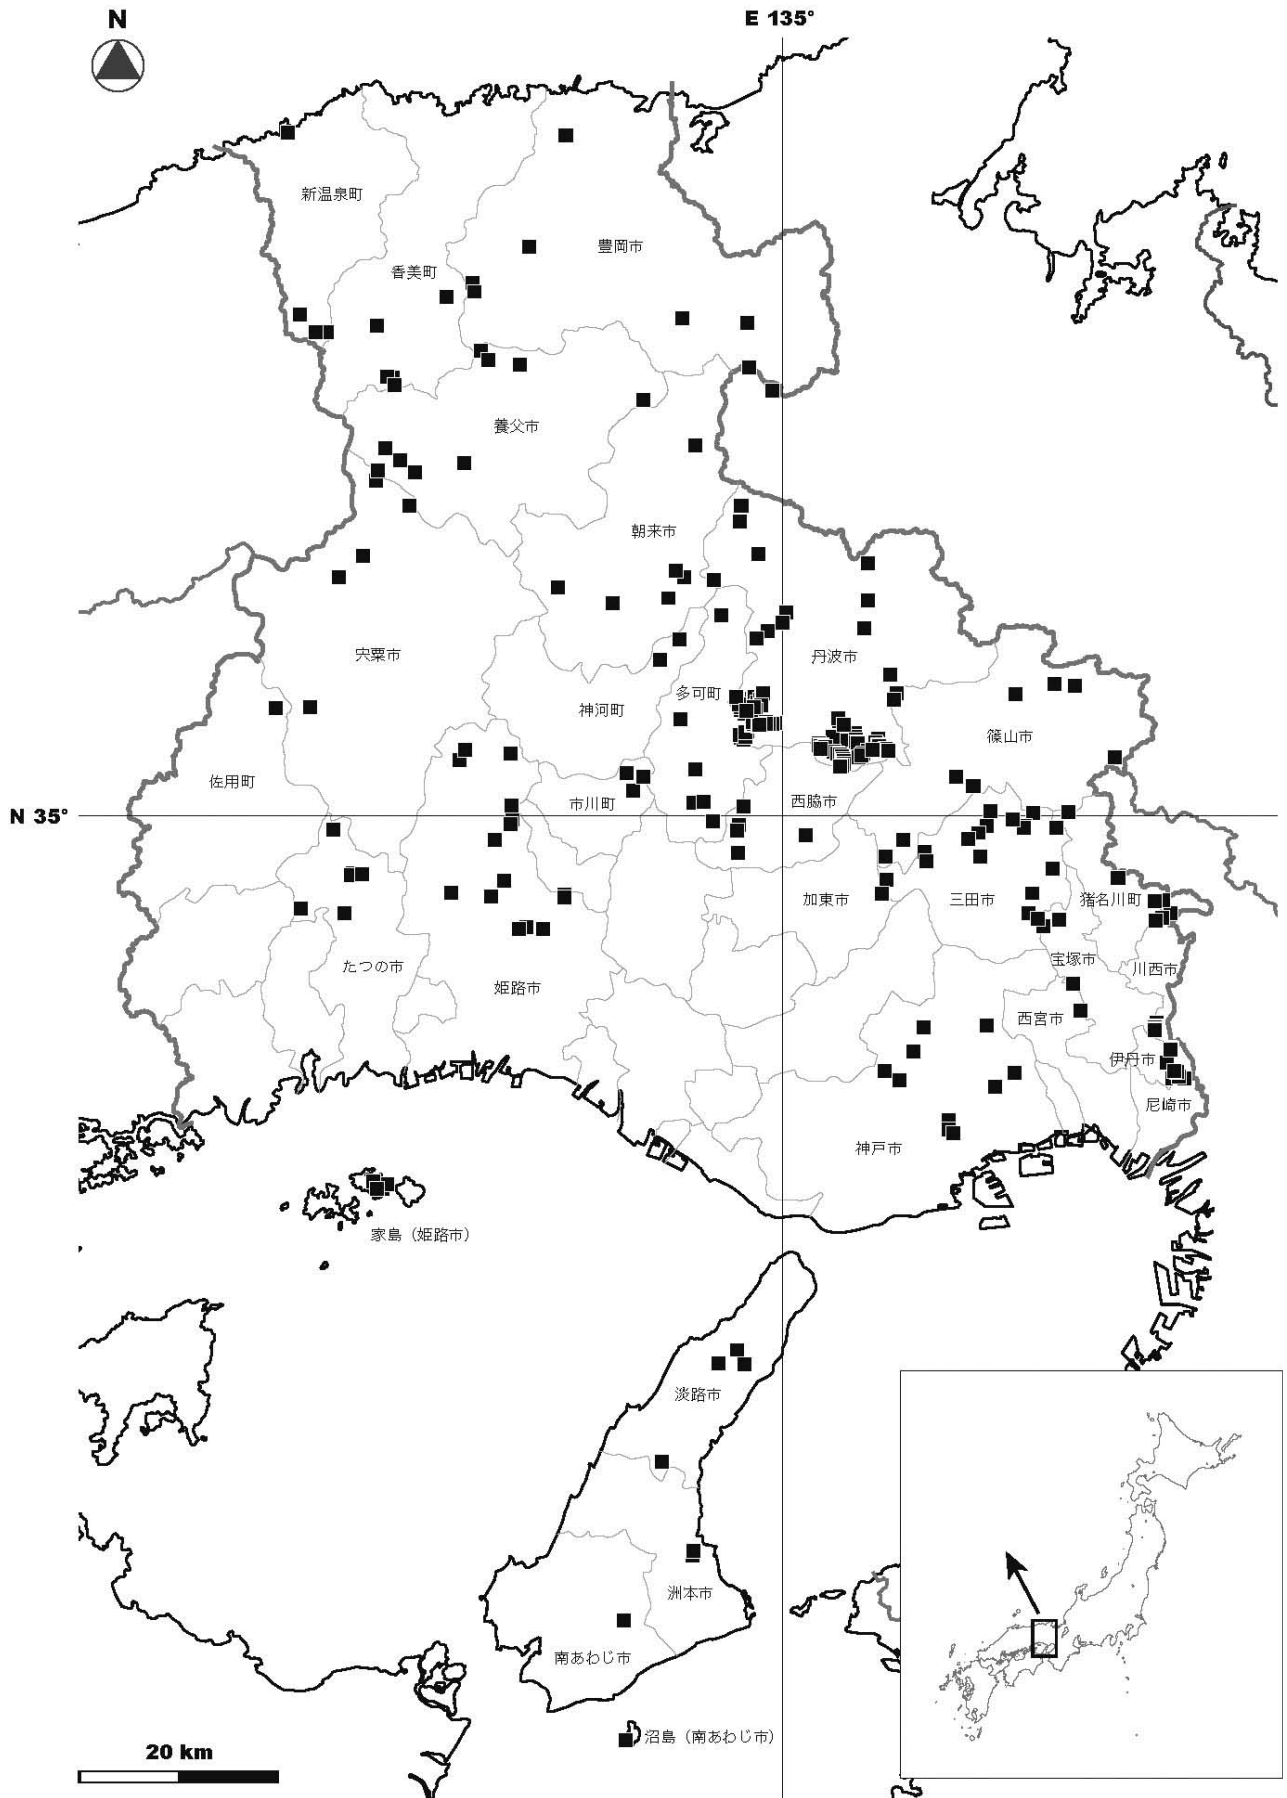 N
E 135°
新温泉町
豊岡市
香美町
養父市
朝来市
宍粟市
丹波市
多可町
神河町
篠山市
佐用町
市川町
西脇市
N 35°
加東市
三田市
猪名川町
たつの市
宝塚市
川西市
姫路市
西宮市
伊丹市
尼崎市
神戸市
家島（姫路市）
淡路市
洲本市
南あわじ市
沼島（南あわじ市）
20 km